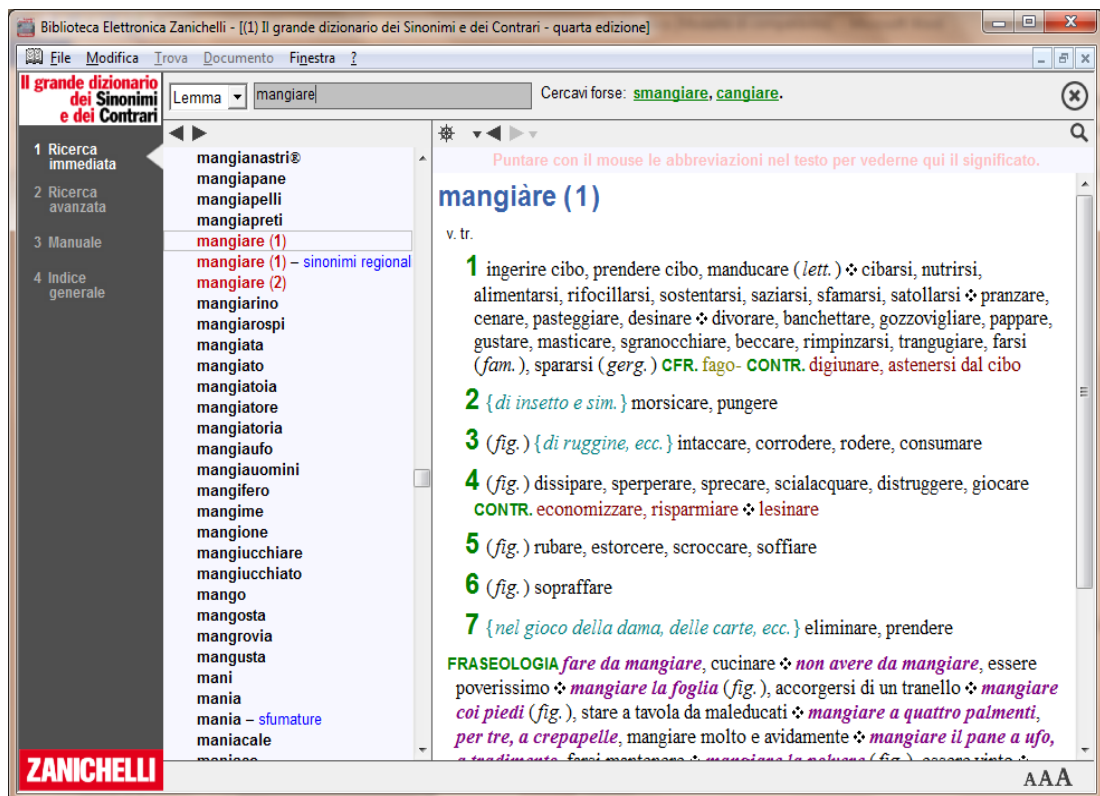 Biblioteca Elettronica Zanichelli - [(1) Il grande dizionario dei Sinonimi e dei Contrari - quarta edizione]
File Modifica Trova Documento Finestra ?
Il grande dizionario
dei Sinonimi
e dei Contrari
Lemma mangiare
Cercavi forse: smangiare, cangiare.
1 Ricerca
immediata
2 Ricerca
avanzata
3 Manuale
4 Indice
generale
mangianastri®
mangiapane
mangiapelli
mangiapreti
mangiare (1)
mangiare (1) – sinonimi regional
mangiare (2)
mangiarino
mangiarospi
mangiata
mangiato
mangiatoia
mangiatore
mangiatoria
mangiaufo
mangiauomini
mangifero
mangime
mangione
mangiucchiare
mangiucchiato
mango
mangosta
mangrovia
mangusta
mani
mania
mania – sfumature
maniacale
maniaco
Puntare con il mouse le abbreviazioni nel testo per vederne qui il significato.
mangiàre (1)
v. tr.
1 ingerire cibo, prendere cibo, manducare (lett.) ❖ cibarsi, nutrirsi,
alimentarsi, rifocillarsi, sostentarsi, saziarsi, sfamarsi, satollarsi ❖ pranzare,
cenare, pasteggiare, desinare ❖ divorare, banchettare, gozzovigliare, pappare,
gustare, masticare, sgranocchiare, beccare, rimpinzarsi, trangugiare, farsi
(fam.), spararsi (gerg.) CFR. fago- CONTR. digiunare, astenersi dal cibo
2 {di insetto e sim.} morsicare, pungere
3 (fig.) {di ruggine, ecc.} intaccare, corrodere, rodere, consumare
4 (fig.) dissipare, sperperare, sprecare, scialacquare, distruggere, giocare
CONTR. economizzare, risparmiare ❖ lesinare
5 (fig.) rubare, estorcere, scroccare, soffiare
6 (fig.) sopraffare
7 {nel gioco della dama, delle carte, ecc.} eliminare, prendere
FRASEOLOGIA fare da mangiare, cucinare ❖ non avere da mangiare, essere
poverissimo ❖ mangiare la foglia (fig.), accorgersi di un tranello ❖ mangiare
coi piedi (fig.), stare a tavola da maleducati ❖ mangiare a quattro palmenti,
per tre, a crepapelle, mangiare molto e avidamente ❖ mangiare il pane a ufo,
a tradimento, farsi mantenere ❖ mangiare la polvere (fig.), essere vinto ❖
ZANICHELLI
AAA